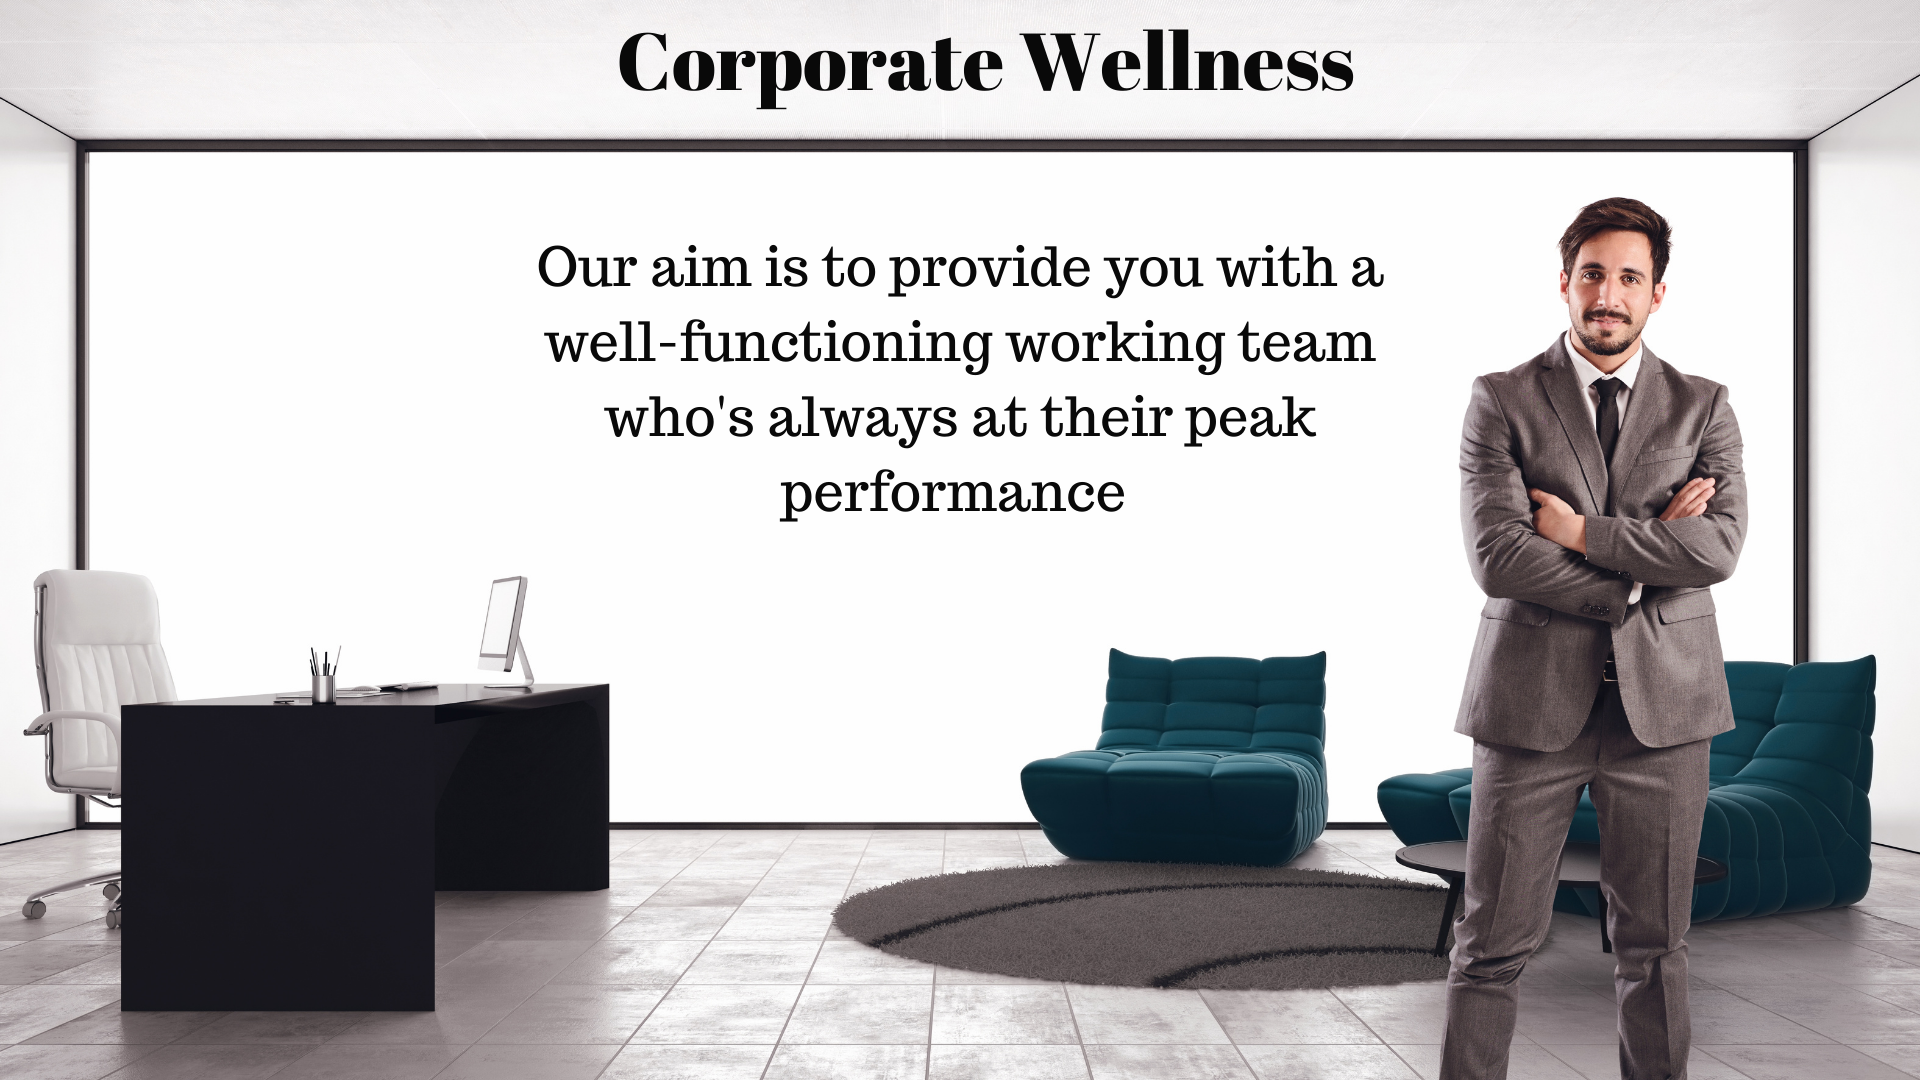 Corporate Wellness
Our aim is to provide you with a
well-functioning working team
who's always at their peak
performance